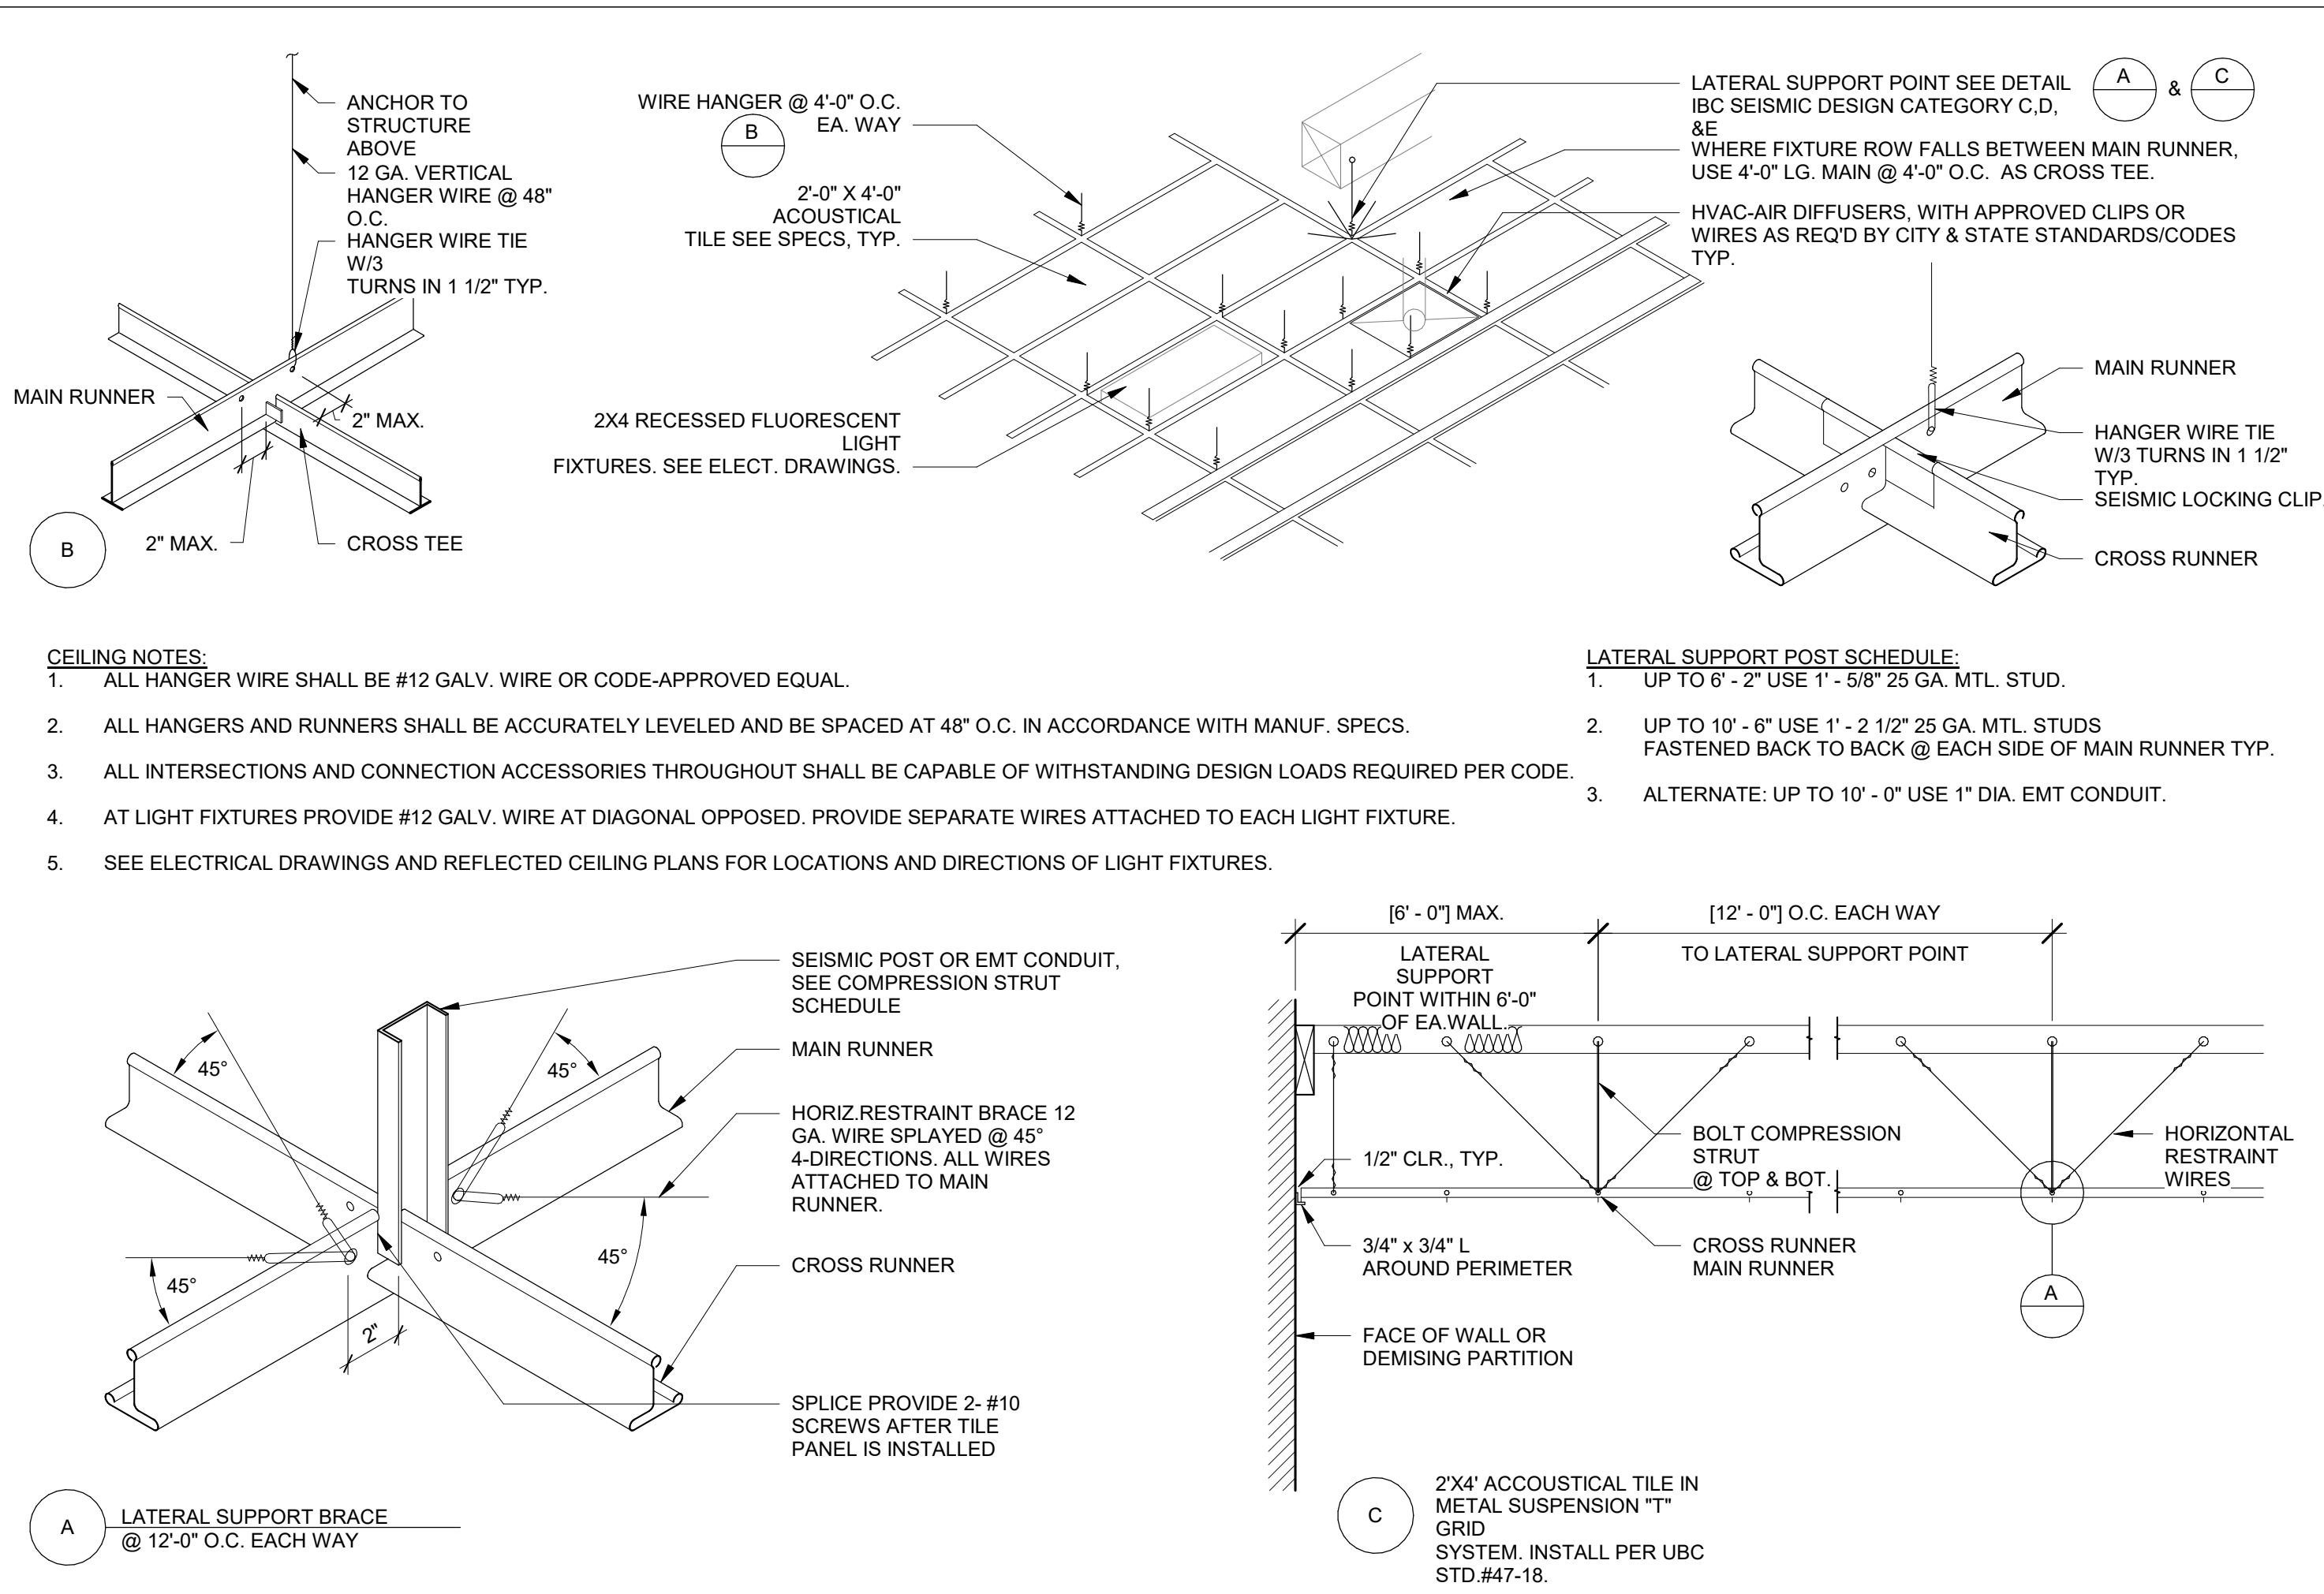 ANCHOR TO
STRUCTURE
ABOVE
12 GA. VERTICAL
HANGER WIRE @ 48"
O.C.
HANGER WIRE TIE
W/3
TURNS IN 1 1/2" TYP.
MAIN RUNNER
2" MAX.
2" MAX.
CROSS TEE
B
WIRE HANGER @ 4'-0" O.C.
EA. WAY
B
2'-0" X 4'-0"
ACOUSTICAL
TILE SEE SPECS, TYP.
2X4 RECESSED FLUORESCENT
LIGHT
FIXTURES. SEE ELECT. DRAWINGS.
LATERAL SUPPORT POINT SEE DETAIL
IBC SEISMIC DESIGN CATEGORY C,D,
&E
A & C
WHERE FIXTURE ROW FALLS BETWEEN MAIN RUNNER,
USE 4'-0" LG. MAIN @ 4'-0" O.C. AS CROSS TEE.
HVAC-AIR DIFFUSERS, WITH APPROVED CLIPS OR
WIRES AS REQ'D BY CITY & STATE STANDARDS/CODES
TYP.
MAIN RUNNER
HANGER WIRE TIE
W/3 TURNS IN 1 1/2"
TYP.
SEISMIC LOCKING CLIP
CROSS RUNNER
CEILING NOTES:
1. ALL HANGER WIRE SHALL BE #12 GALV. WIRE OR CODE-APPROVED EQUAL.
2. ALL HANGERS AND RUNNERS SHALL BE ACCURATELY LEVELED AND BE SPACED AT 48" O.C. IN ACCORDANCE WITH MANUF. SPECS.
3. ALL INTERSECTIONS AND CONNECTION ACCESSORIES THROUGHOUT SHALL BE CAPABLE OF WITHSTANDING DESIGN LOADS REQUIRED PER CODE.
4. AT LIGHT FIXTURES PROVIDE #12 GALV. WIRE AT DIAGONAL OPPOSED. PROVIDE SEPARATE WIRES ATTACHED TO EACH LIGHT FIXTURE.
5. SEE ELECTRICAL DRAWINGS AND REFLECTED CEILING PLANS FOR LOCATIONS AND DIRECTIONS OF LIGHT FIXTURES.
LATERAL SUPPORT POST SCHEDULE:
1. UP TO 6' - 2" USE 1' - 5/8" 25 GA. MTL. STUD.
2. UP TO 10' - 6" USE 1' - 2 1/2" 25 GA. MTL. STUDS
FASTENED BACK TO BACK @ EACH SIDE OF MAIN RUNNER TYP.
3. ALTERNATE: UP TO 10' - 0" USE 1" DIA. EMT CONDUIT.
SEISMIC POST OR EMT CONDUIT,
SEE COMPRESSION STRUT
SCHEDULE
45°
45°
MAIN RUNNER
HORIZ.RESTRAINT BRACE 12
GA. WIRE SPLAYED @ 45°
4-DIRECTIONS. ALL WIRES
ATTACHED TO MAIN
RUNNER.
45°
45°
CROSS RUNNER
2"
SPLICE PROVIDE 2- #10
SCREWS AFTER TILE
PANEL IS INSTALLED
A
LATERAL SUPPORT BRACE
@ 12'-0" O.C. EACH WAY
[6' - 0"] MAX.
[12' - 0"] O.C. EACH WAY
LATERAL
SUPPORT
POINT WITHIN 6'-0"
OF EA.WALL.
TO LATERAL SUPPORT POINT
1/2" CLR., TYP.
BOLT COMPRESSION
STRUT
@ TOP & BOT.
HORIZONTAL
RESTRAINT
WIRES
3/4" x 3/4" L
AROUND PERIMETER
CROSS RUNNER
MAIN RUNNER
A
FACE OF WALL OR
DEMISING PARTITION
C
2'X4' ACCOUSTICAL TILE IN
METAL SUSPENSION "T"
GRID
SYSTEM. INSTALL PER UBC
STD.#47-18.